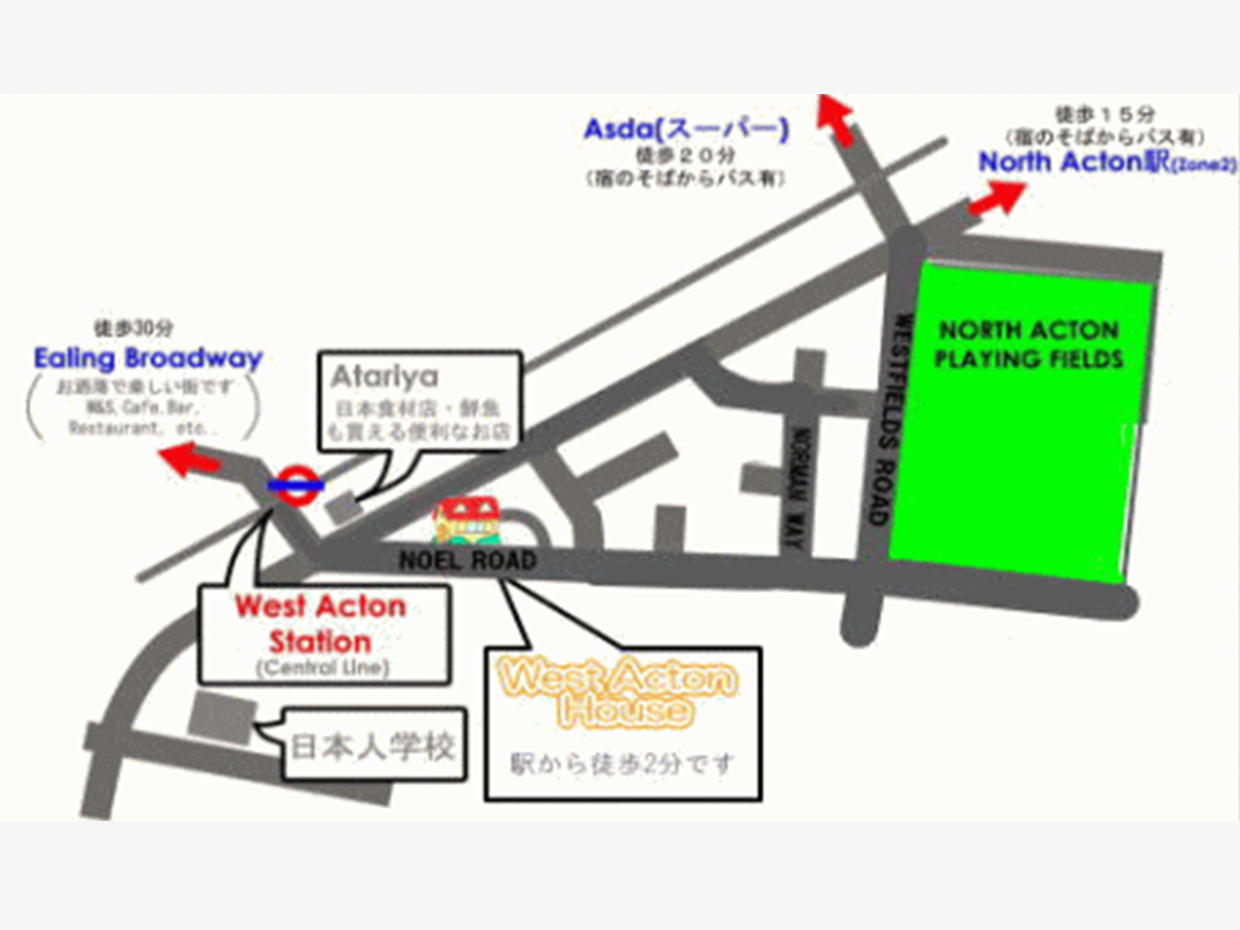 Asda(スーパー)
徒歩２０分
(宿のそばからバス有)
徒歩１５分
(宿のそばからバス有)
North Acton駅(Zone2)
徒歩30分
Ealing Broadway
(お洒落で楽しい街です
M&S,Cafe,Bar,
Restaurant, etc..)
Atariya
日本食材店・鮮魚
も買える便利なお店
NORTH ACTON
PLAYING FIELDS
WESTFIELDS ROAD
NORMAN WAY
NOEL ROAD
West Acton
Station
(Central Line)
West Acton
House
駅から徒歩2分です
日本人学校